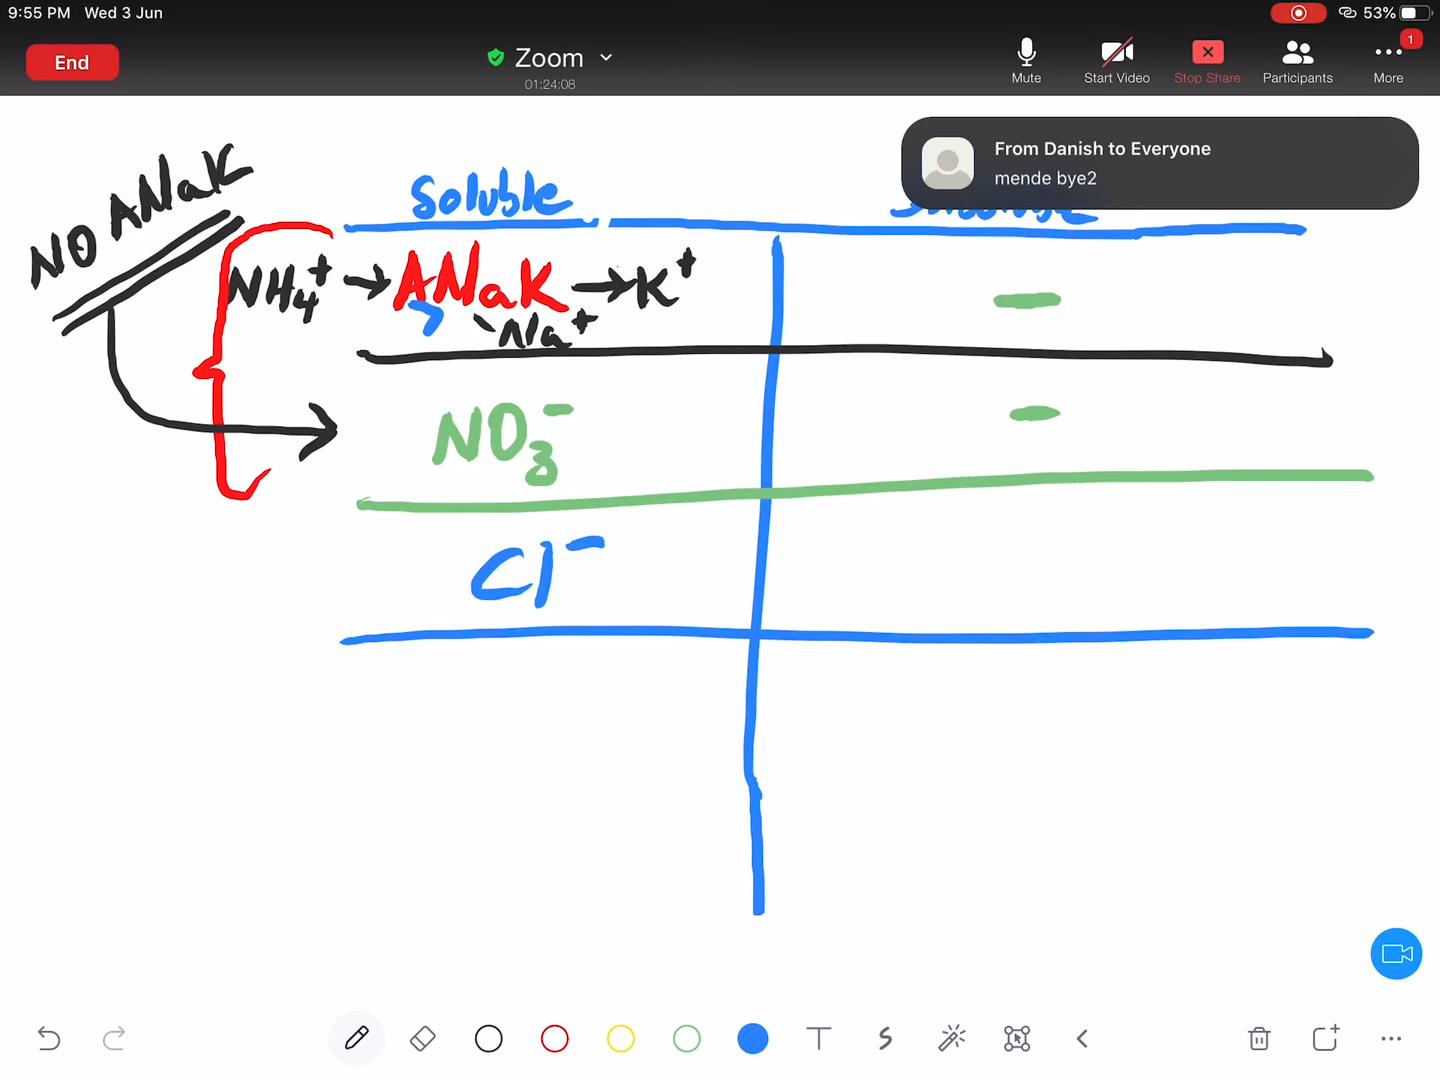 9:55 PM Wed 3 Jun 53%
End
Zoom
01:24:08
Mute
Start Video
Stop Share
Participants
More
1
From Danish to Everyone
mende bye2
NO ANaK
Soluble
NH₄⁺ → ANaK → K⁺
Na⁺
NO₃⁻
Cl⁻
T